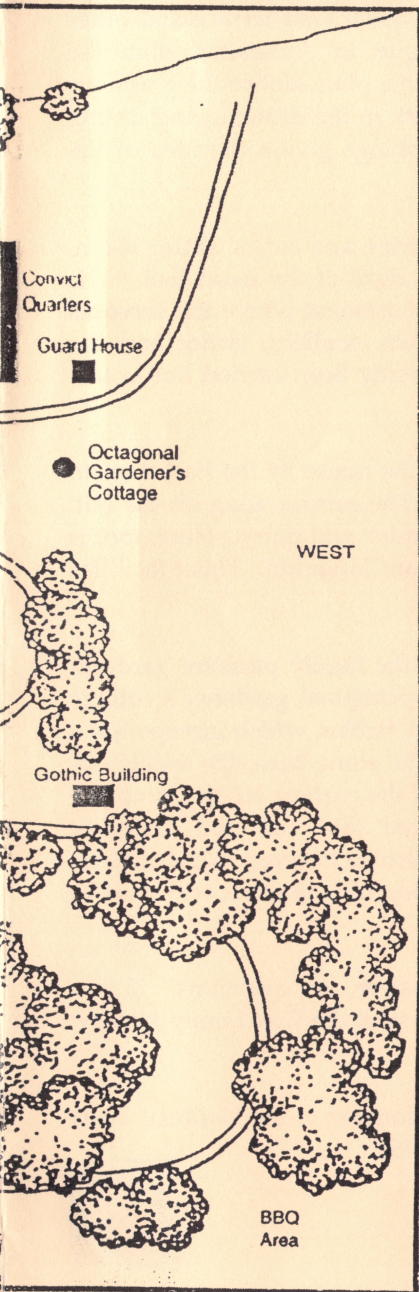 Convict
Quarters
Guard House
Octagonal
Gardener's
Cottage
WEST
Gothic Building
BBQ
Area